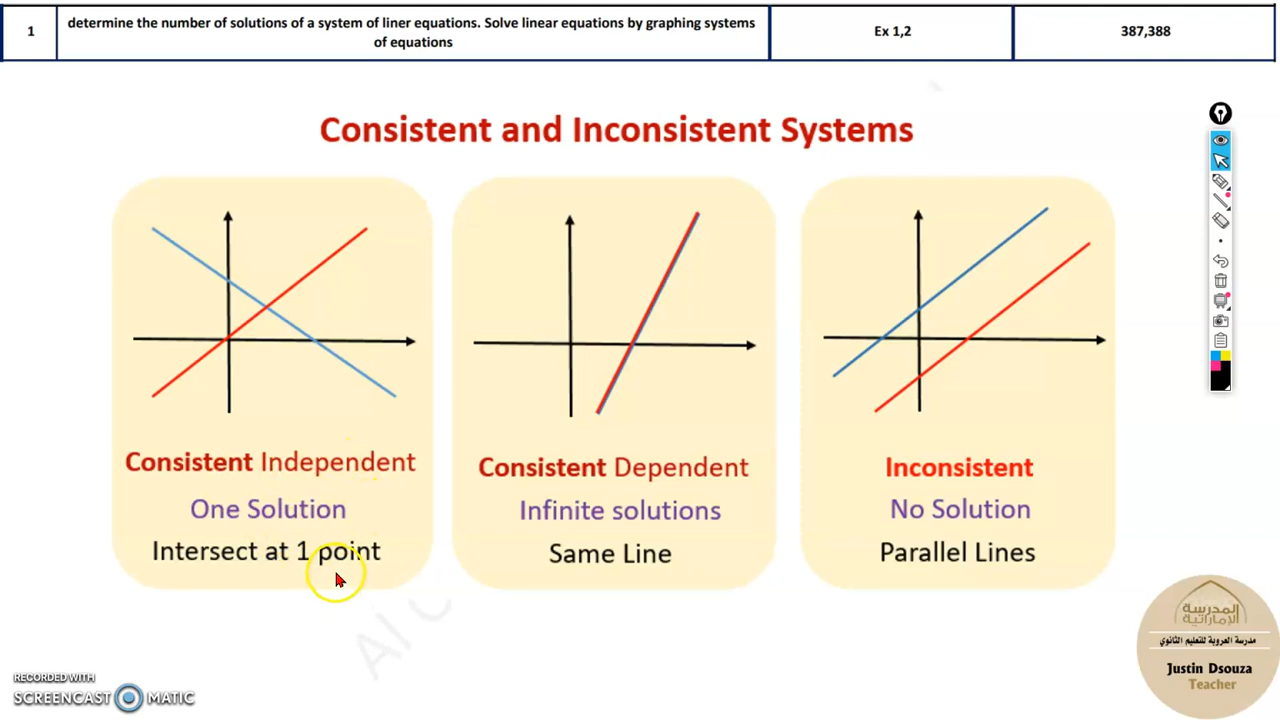 1
determine the number of solutions of a system of liner equations. Solve linear equations by graphing systems
of equations
Ex 1,2
387,388
Consistent and Inconsistent Systems
Consistent Independent
One Solution
Intersect at 1 point
Consistent Dependent
Infinite solutions
Same Line
Inconsistent
No Solution
Parallel Lines
المدرسة
الإماراتية
مدرسة العروبة للتعليم الثانوي
Justin Dsouza
Teacher
RECORDED WITH
SCREENCAST MATIC